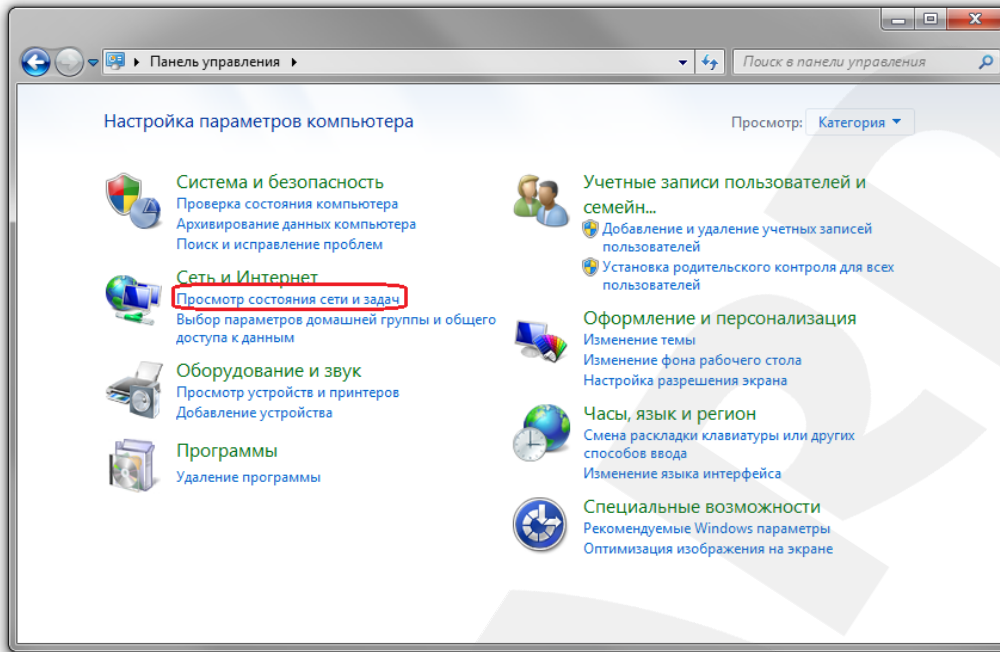 Панель управления
Поиск в панели управления
Настройка параметров компьютера
Просмотр: Категория
Система и безопасность
Проверка состояния компьютера
Архивирование данных компьютера
Поиск и исправление проблем
Сеть и Интернет
Просмотр состояния сети и задач
Выбор параметров домашней группы и общего
доступа к данным
Оборудование и звук
Просмотр устройств и принтеров
Добавление устройства
Программы
Удаление программы
Учетные записи пользователей и
семейн...
Добавление и удаление учетных записей
пользователей
Установка родительского контроля для всех
пользователей
Оформление и персонализация
Изменение темы
Изменение фона рабочего стола
Настройка разрешения экрана
Часы, язык и регион
Смена раскладки клавиатуры или других
способов ввода
Изменение языка интерфейса
Специальные возможности
Рекомендуемые Windows параметры
Оптимизация изображения на экране